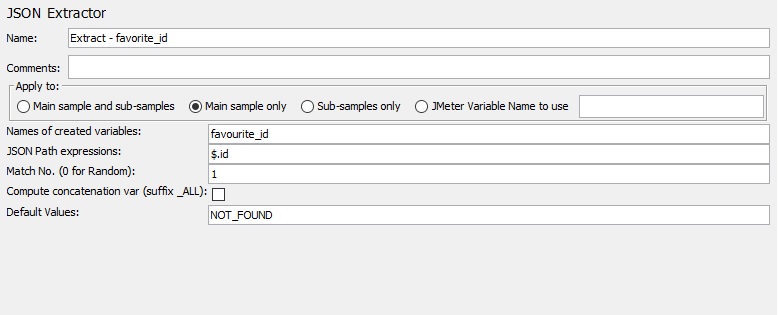 JSON Extractor
Name: Extract - favorite_id
Comments:
Apply to:
Main sample and sub-samples Main sample only Sub-samples only JMeter Variable Name to use
Names of created variables: favourite_id
JSON Path expressions: $.id
Match No. (0 for Random): 1
Compute concatenation var (suffix _ALL):
Default Values: NOT_FOUND